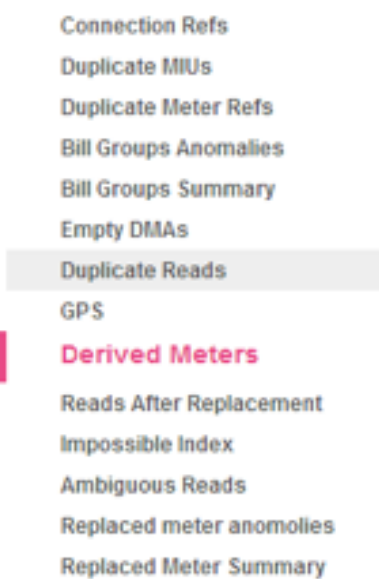 Connection Refs
Duplicate MIUs
Duplicate Meter Refs
Bill Groups Anomalies
Bill Groups Summary
Empty DMAs
Duplicate Reads
GPS
Derived Meters
Reads After Replacement
Impossible Index
Ambiguous Reads
Replaced meter anomolies
Replaced Meter Summary